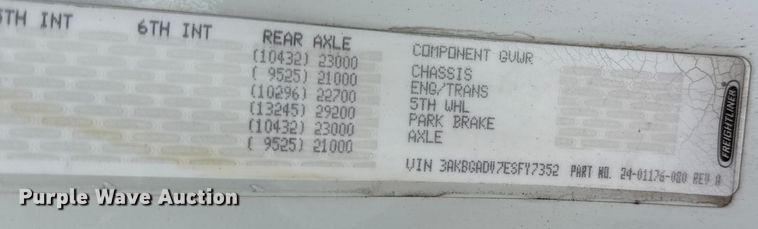 5TH INT 6TH INT REAR AXLE COMPONENT GVWR
(10432) 23000 CHASSIS
( 9525) 21000 ENG/TRANS
(10296) 22700 5TH WHL
(13245) 29200 PARK BRAKE
(10432) 23000 AXLE
( 9525) 21000
VIN 3AKBGADV7ESFY7352 PART NO. 24-01176-080 REV A
FREIGHTLINER
Purple Wave Auction